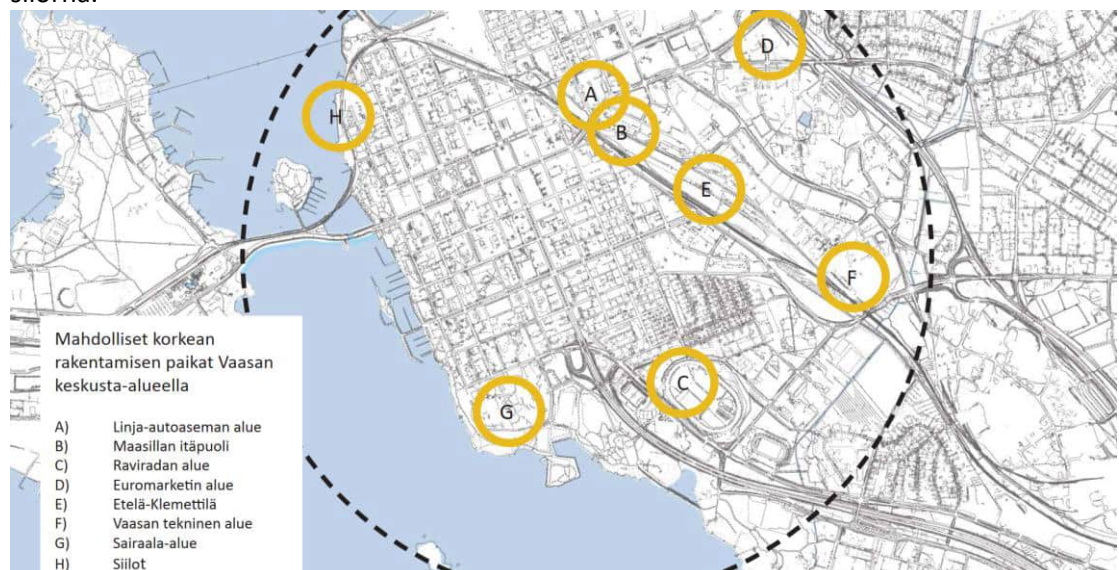 D
A
H
B
E
F
C
G
Mahdolliset korkean
rakentamisen paikat Vaasan
keskusta-alueella
A) Linja-autoaseman alue
B) Maasillan itäpuoli
C) Raviradan alue
D) Euromarketin alue
E) Etelä-Klemettilä
F) Vaasan tekninen alue
G) Sairaala-alue
H) Siilot